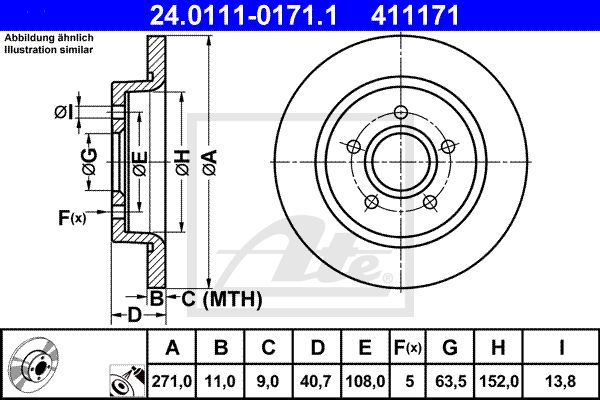 24.0111-0171.1 411171
Abbildung ähnlich
Illustration similar
ØI
ØG
ØE
ØH
ØA
F(x)
B
C (MTH)
D
Ate
A B C D E F(x) G H I
271,0 11,0 9,0 40,7 108,0 5 63,5 152,0 13,8